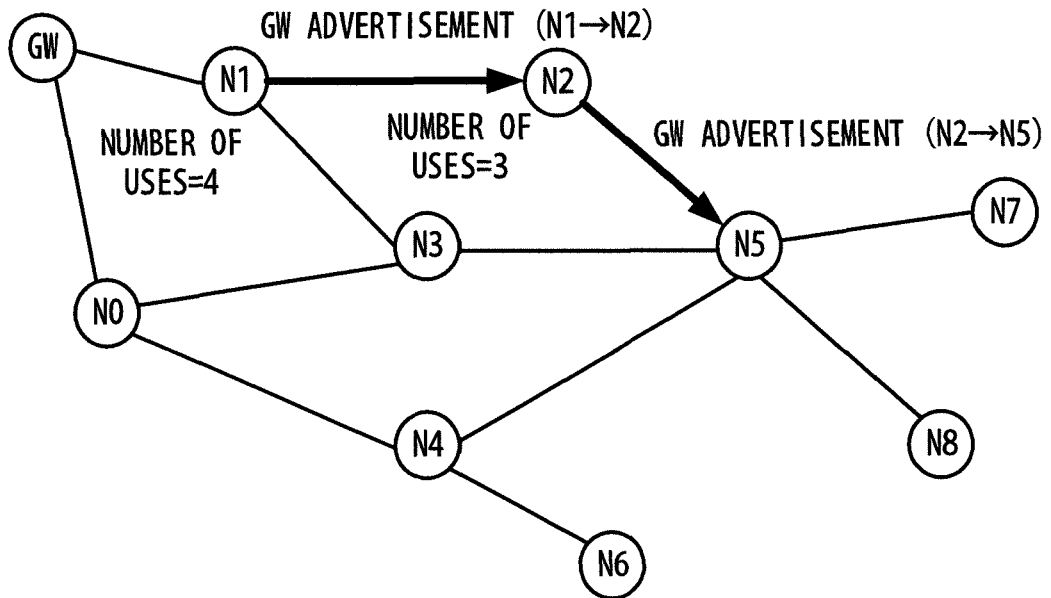 GW ADVERTISEMENT (N1→N2)
GW
N1
N2
NUMBER OF
USES=4
NUMBER OF
USES=3
GW ADVERTISEMENT (N2→N5)
N7
N3
N5
N0
N4
N8
N6